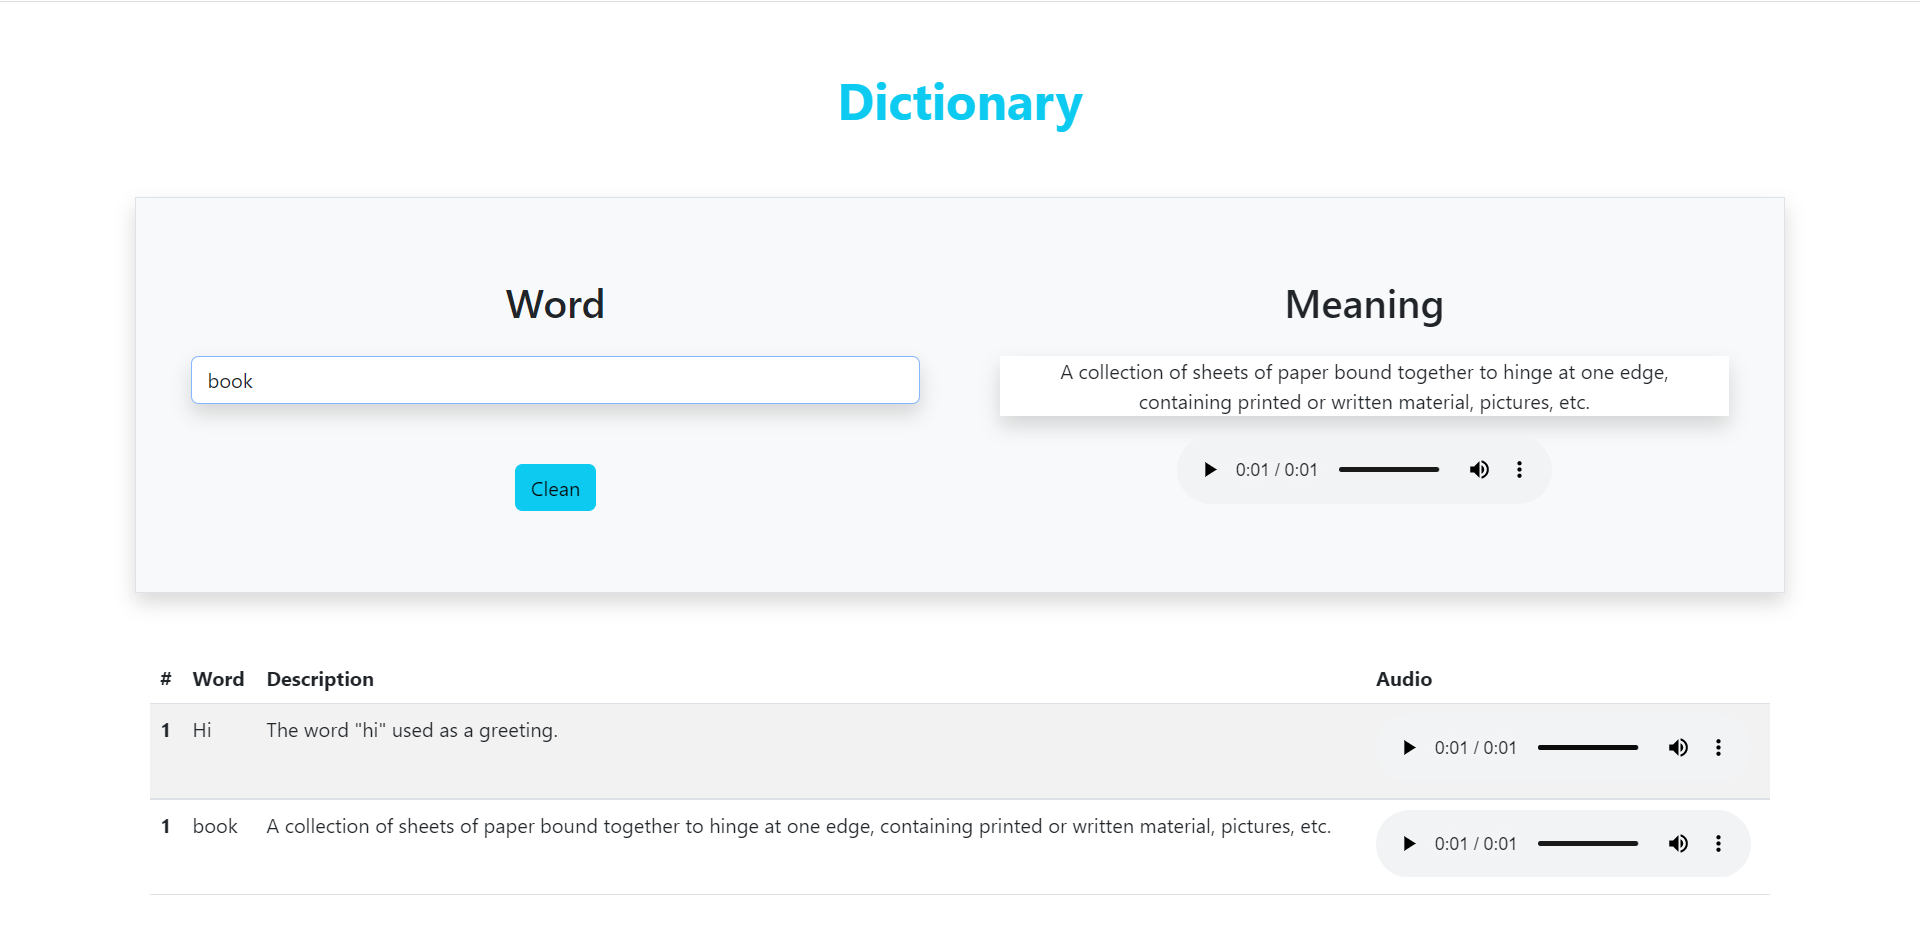 Dictionary
Word
book
Clean
Meaning
A collection of sheets of paper bound together to hinge at one edge,
containing printed or written material, pictures, etc.
0:01 / 0:01
# Word Description Audio
1 Hi The word "hi" used as a greeting. 0:01 / 0:01
1 book A collection of sheets of paper bound together to hinge at one edge, containing printed or written material, pictures, etc. 0:01 / 0:01